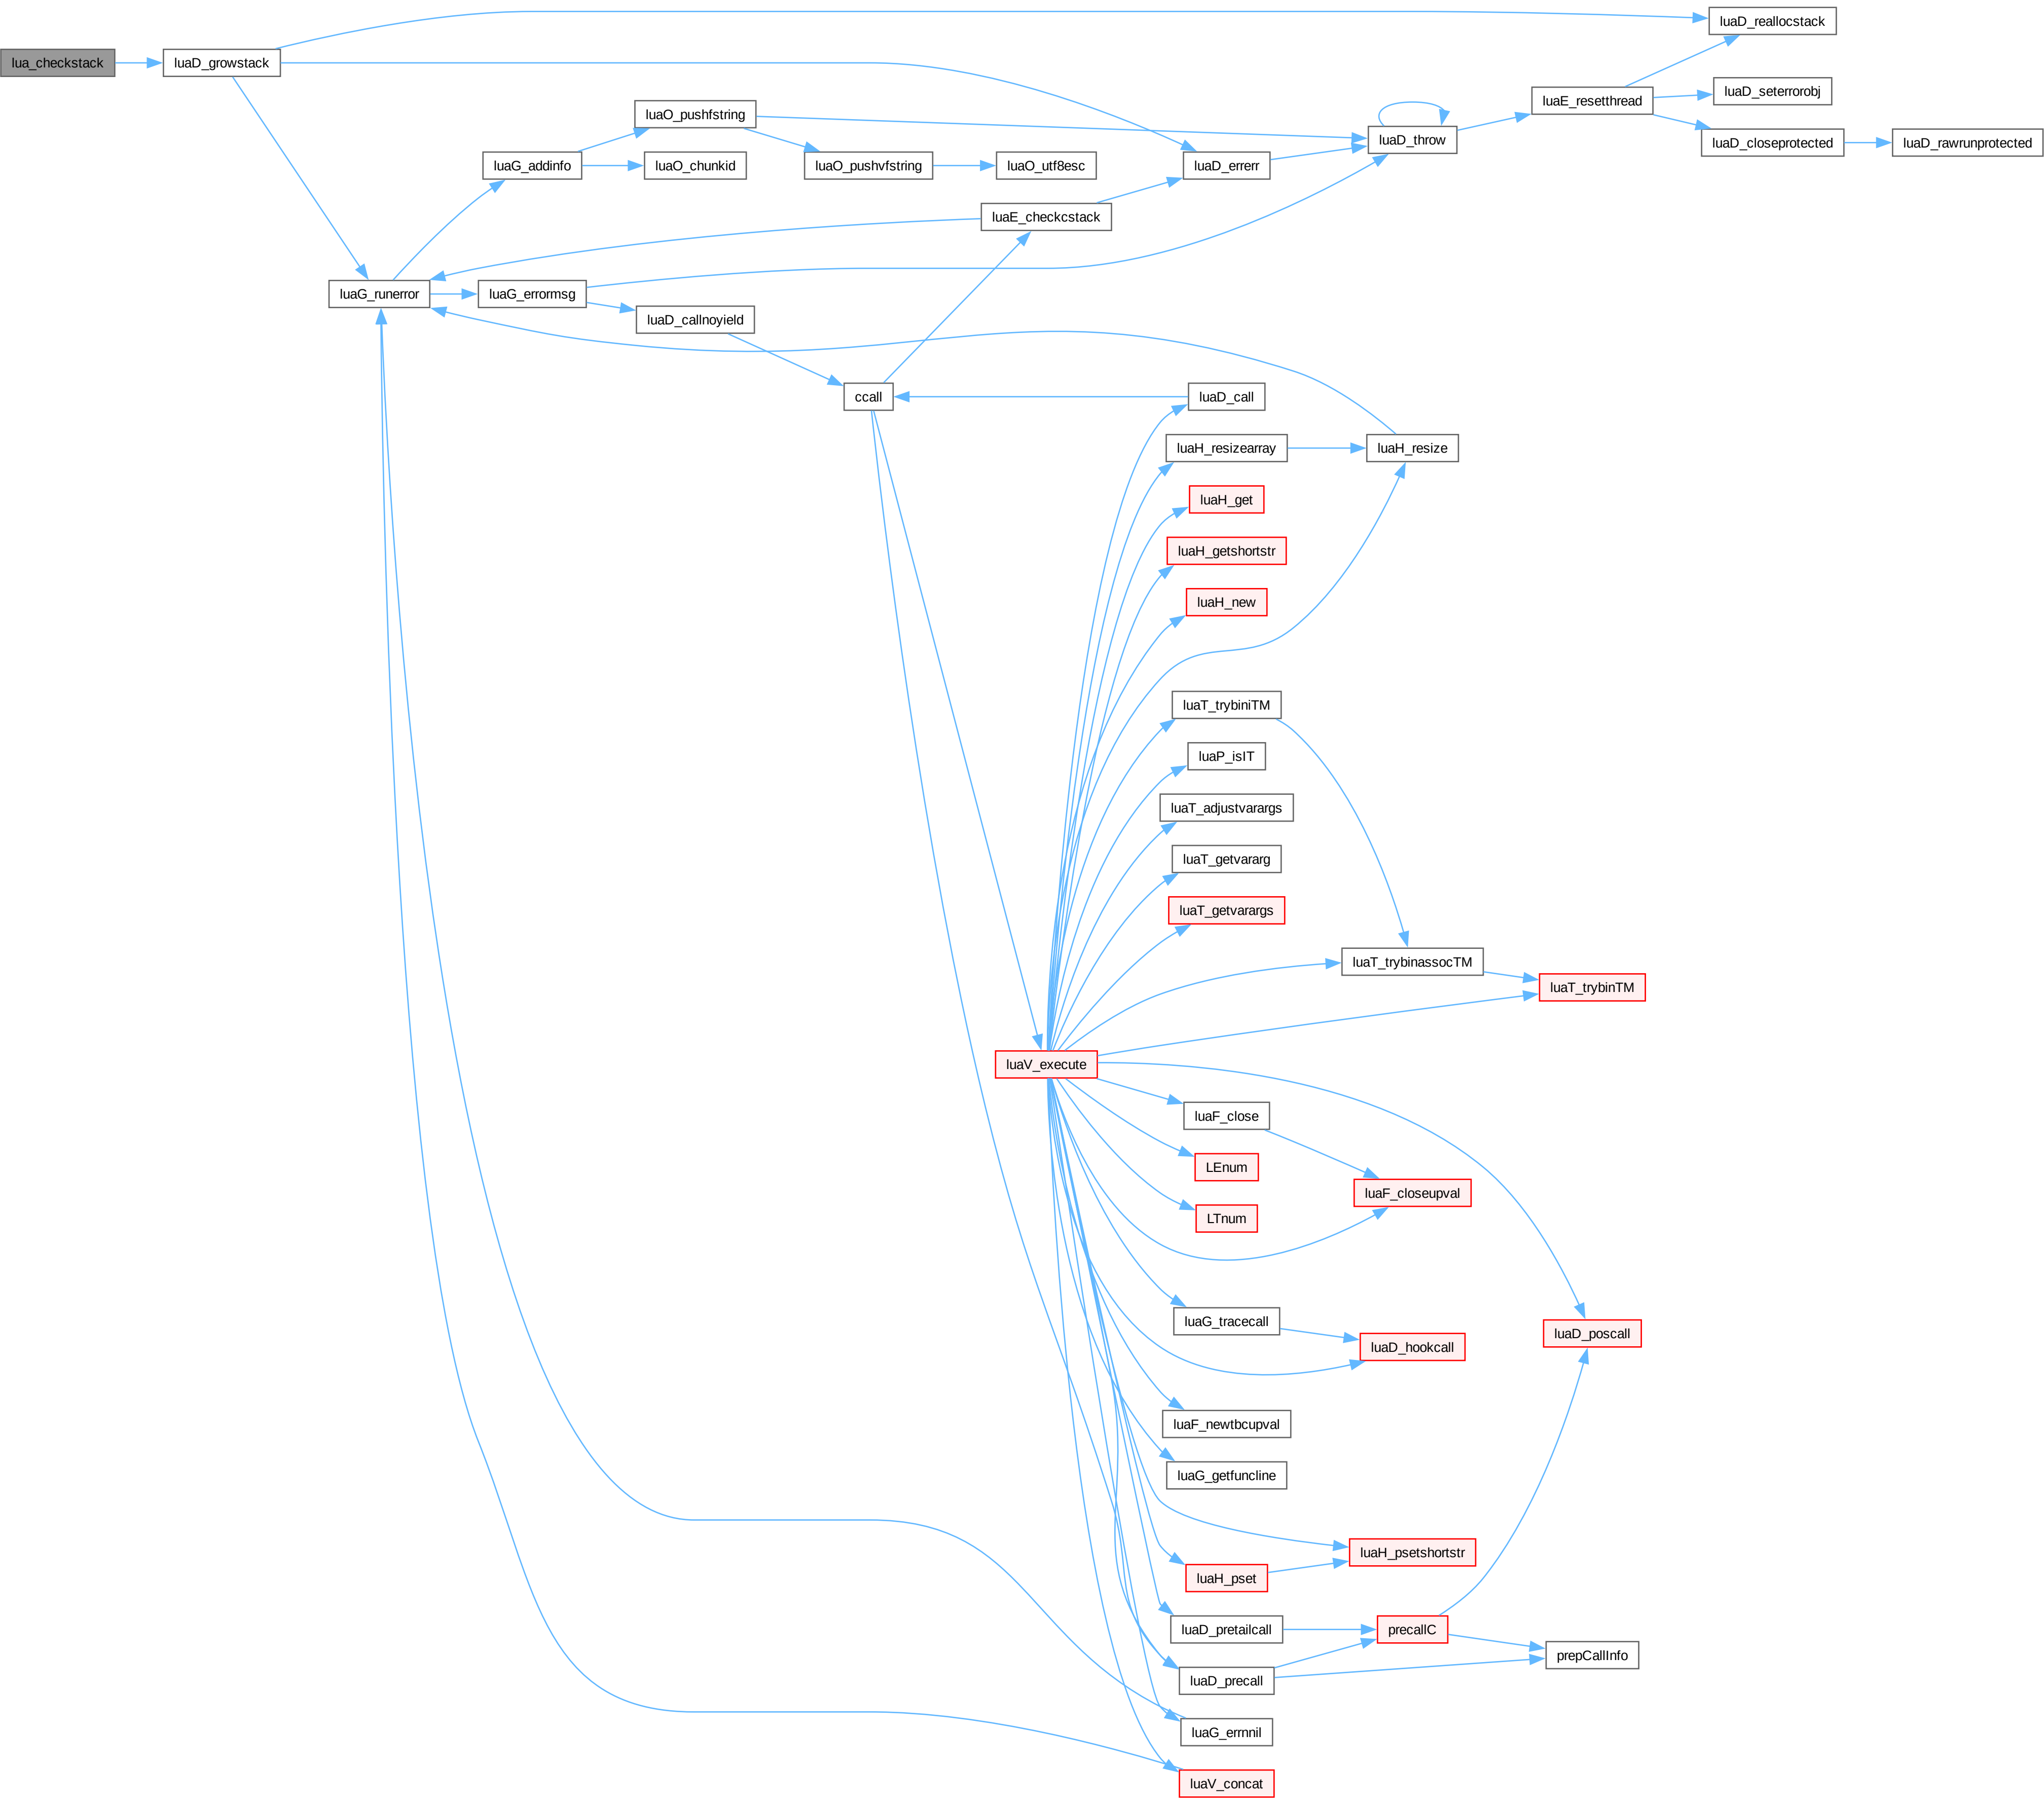 lua_checkstack
luaD_growstack
luaD_reallocstack
luaD_seterrorobj
luaE_resetthread
luaO_pushfstring
luaD_throw
luaD_closeprotected
luaD_rawrunprotected
luaG_addinfo
luaO_chunkid
luaO_pushvfstring
luaO_utf8esc
luaD_errerr
luaE_checkcstack
luaG_runerror
luaG_errormsg
luaD_callnoyield
ccall
luaD_call
luaH_resizearray
luaH_resize
luaH_get
luaH_getshortstr
luaH_new
luaT_trybiniTM
luaP_isIT
luaT_adjustvarargs
luaT_getvararg
luaT_getvarargs
luaT_trybinassocTM
luaT_trybinTM
luaV_execute
luaF_close
LEnum
luaF_closeupval
LTnum
luaG_tracecall
luaD_poscall
luaD_hookcall
luaF_newtbcupval
luaG_getfuncline
luaH_psetshortstr
luaH_pset
luaD_pretailcall
precallC
prepCallInfo
luaD_precall
luaG_errnnil
luaV_concat